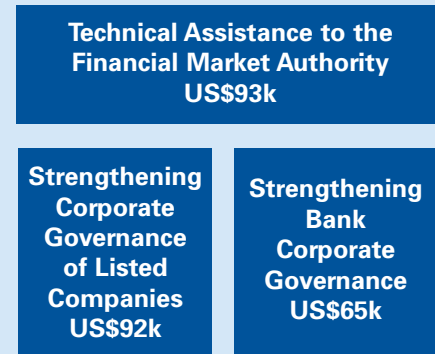 Technical Assistance to the
Financial Market Authority
US$93k
Strengthening
Corporate
Governance
of Listed
Companies
US$92k
Strengthening
Bank
Corporate
Governance
US$65k